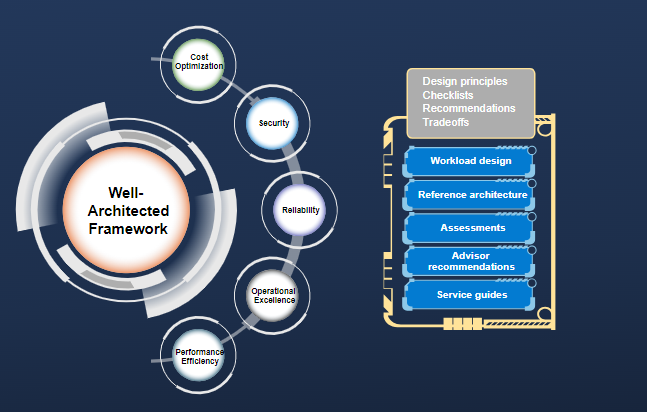 Cost
Optimization
Security
Well-
Architected
Framework
Reliability
Operational
Excellence
Performance
Efficiency
Design principles
Checklists
Recommendations
Tradeoffs
Workload design
Reference architecture
Assessments
Advisor
recommendations
Service guides